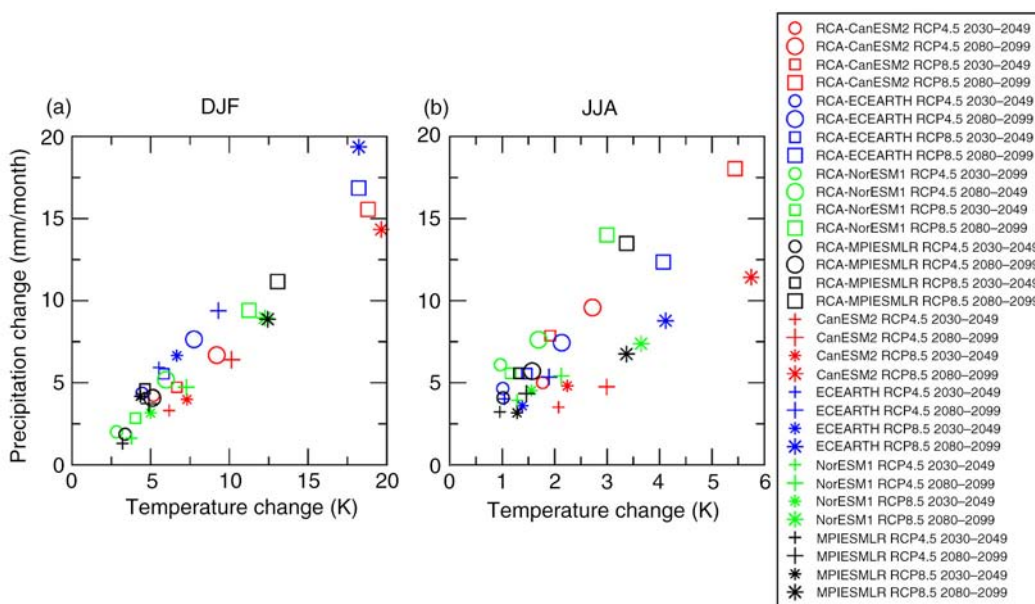 (a) DJF
(b) JJA
Precipitation change (mm/month)
20
15
10
5
0
0 5 10 15 20
Temperature change (K)
20
15
10
5
0
0 1 2 3 4 5 6
Temperature change (K)
RCA-CanESM2 RCP4.5 2030–2049
RCA-CanESM2 RCP4.5 2080–2099
RCA-CanESM2 RCP8.5 2030–2049
RCA-CanESM2 RCP8.5 2080–2099
RCA-ECEARTH RCP4.5 2030–2049
RCA-ECEARTH RCP4.5 2080–2099
RCA-ECEARTH RCP8.5 2030–2049
RCA-ECEARTH RCP8.5 2080–2099
RCA-NorESM1 RCP4.5 2030–2099
RCA-NorESM1 RCP4.5 2080–2049
RCA-NorESM1 RCP8.5 2030–2049
RCA-NorESM1 RCP8.5 2080–2099
RCA-MPIESMLR RCP4.5 2030–2049
RCA-MPIESMLR RCP4.5 2080–2099
RCA-MPIESMLR RCP8.5 2030–2049
RCA-MPIESMLR RCP8.5 2080–2099
CanESM2 RCP4.5 2030–2049
CanESM2 RCP4.5 2080–2099
CanESM2 RCP8.5 2030–2049
CanESM2 RCP8.5 2080–2099
ECEARTH RCP4.5 2030–2049
ECEARTH RCP4.5 2080–2099
ECEARTH RCP8.5 2030–2049
ECEARTH RCP8.5 2080–2099
NorESM1 RCP4.5 2030–2049
NorESM1 RCP4.5 2080–2099
NorESM1 RCP8.5 2030–2049
NorESM1 RCP8.5 2080–2099
MPIESMLR RCP4.5 2030–2049
MPIESMLR RCP4.5 2080–2099
MPIESMLR RCP8.5 2030–2049
MPIESMLR RCP8.5 2080–2099